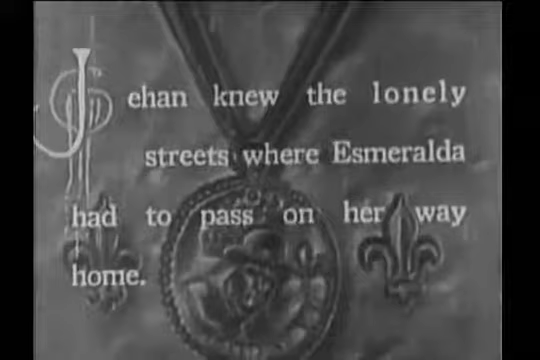 Jehan knew the lonely
streets where Esmeralda
had to pass on her way
home.